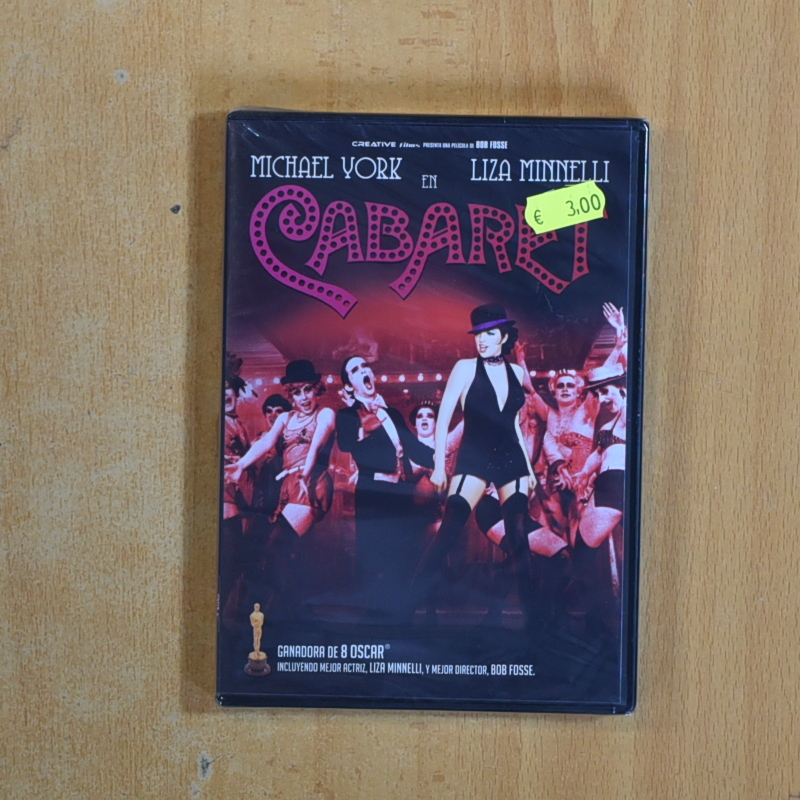 CREATIVE films PRESENTA UNA PELÍCULA DE BOB FOSSE
MICHAEL YORK EN LIZA MINNELLI
CABARET
€ 3,00
GANADORA DE 8 OSCAR®
INCLUYENDO MEJOR ACTRIZ, LIZA MINNELLI, Y MEJOR DIRECTOR, BOB FOSSE.